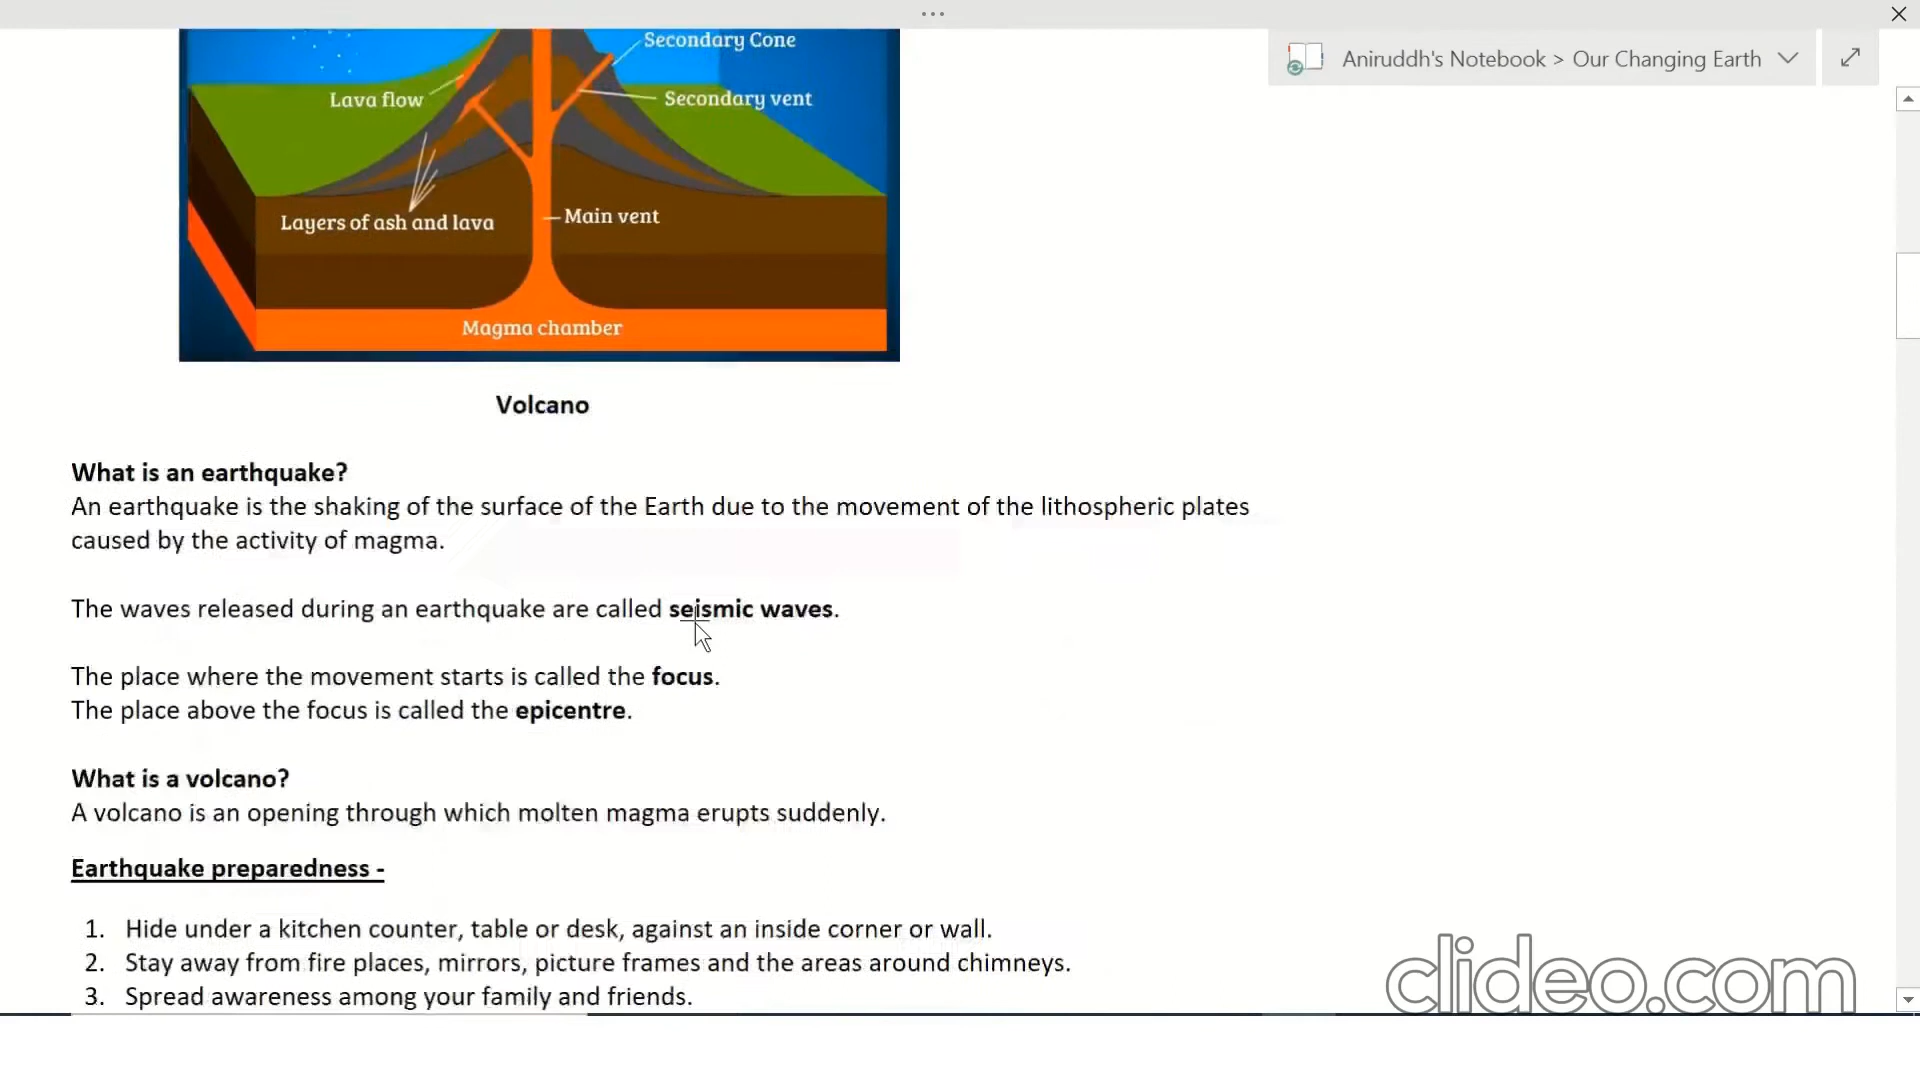 Aniruddh's Notebook > Our Changing Earth
Secondary Cone
Lava flow
Secondary vent
Layers of ash and lava
Main vent
Magma chamber
Volcano
What is an earthquake?
An earthquake is the shaking of the surface of the Earth due to the movement of the lithospheric plates
caused by the activity of magma.
The waves released during an earthquake are called seismic waves.
The place where the movement starts is called the focus.
The place above the focus is called the epicentre.
What is a volcano?
A volcano is an opening through which molten magma erupts suddenly.
Earthquake preparedness -
1. Hide under a kitchen counter, table or desk, against an inside corner or wall.
2. Stay away from fire places, mirrors, picture frames and the areas around chimneys.
3. Spread awareness among your family and friends.
clideo.com